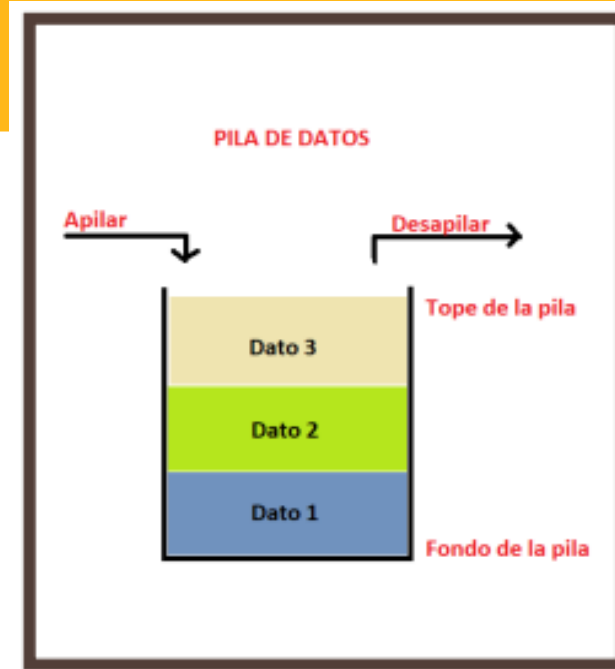 PILA DE DATOS
Apilar
Desapilar
Tope de la pila
Dato 3
Dato 2
Dato 1
Fondo de la pila